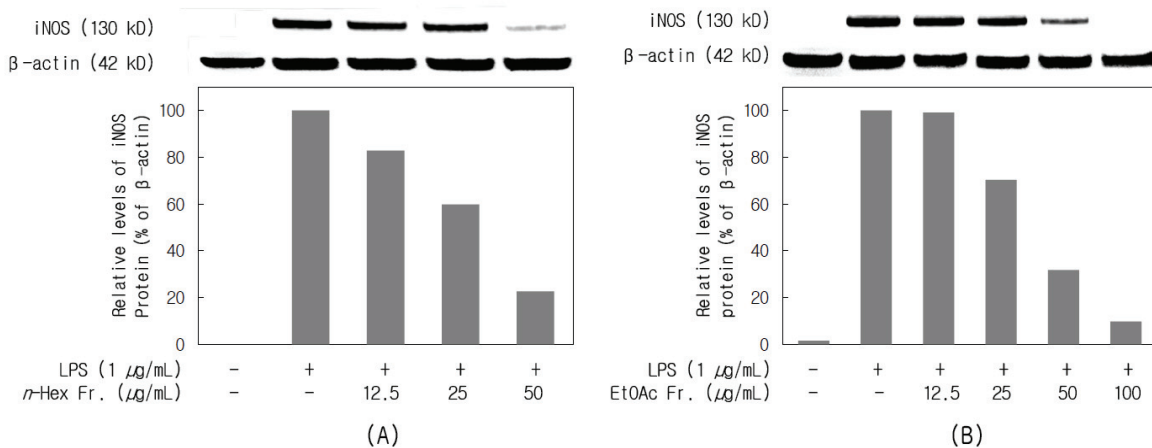 iNOS (130 kD)
β-actin (42 kD)
Relative levels of iNOS
Protein (% of β-actin)
100
80
60
40
20
0
LPS (1 μg/mL) - + + + +
n-Hex Fr. (μg/mL) - - 12.5 25 50
(A)
iNOS (130 kD)
β-actin (42 kD)
Relative levels of iNOS
protein (% of β-actin)
100
80
60
40
20
0
LPS (1 μg/mL) - + + + + +
EtOAc Fr. (μg/mL) - - 12.5 25 50 100
(B)